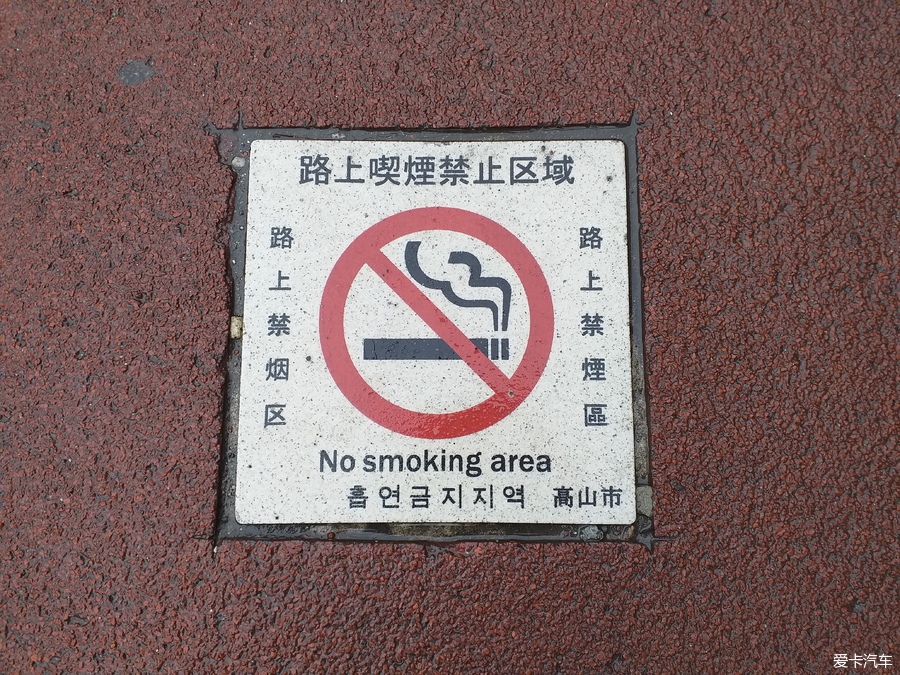 路上喫煙禁止区域
路上禁烟区
路上禁煙區
No smoking area
흡연금지지역 高山市
爱卡汽车